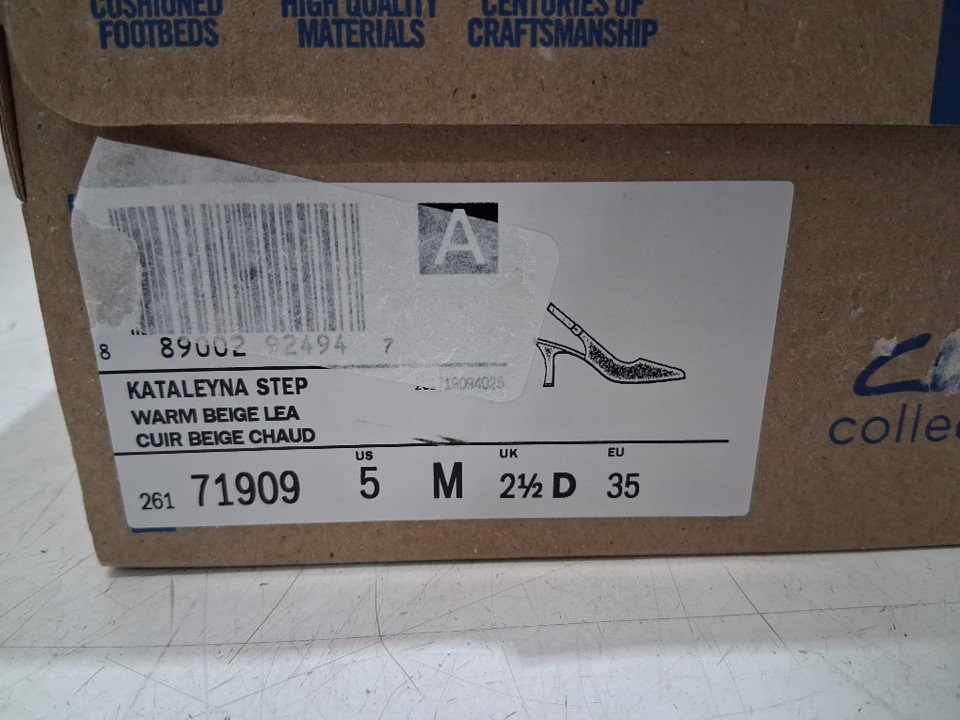 CUSHIONED
FOOTBEDS
HIGH QUALITY
MATERIALS
CENTURIES OF
CRAFTSMANSHIP
A
8 89002 92494 7
KATALEYNA STEP
WARM BEIGE LEA
CUIR BEIGE CHAUD
US UK EU
261 71909 5 M 2½ D 35